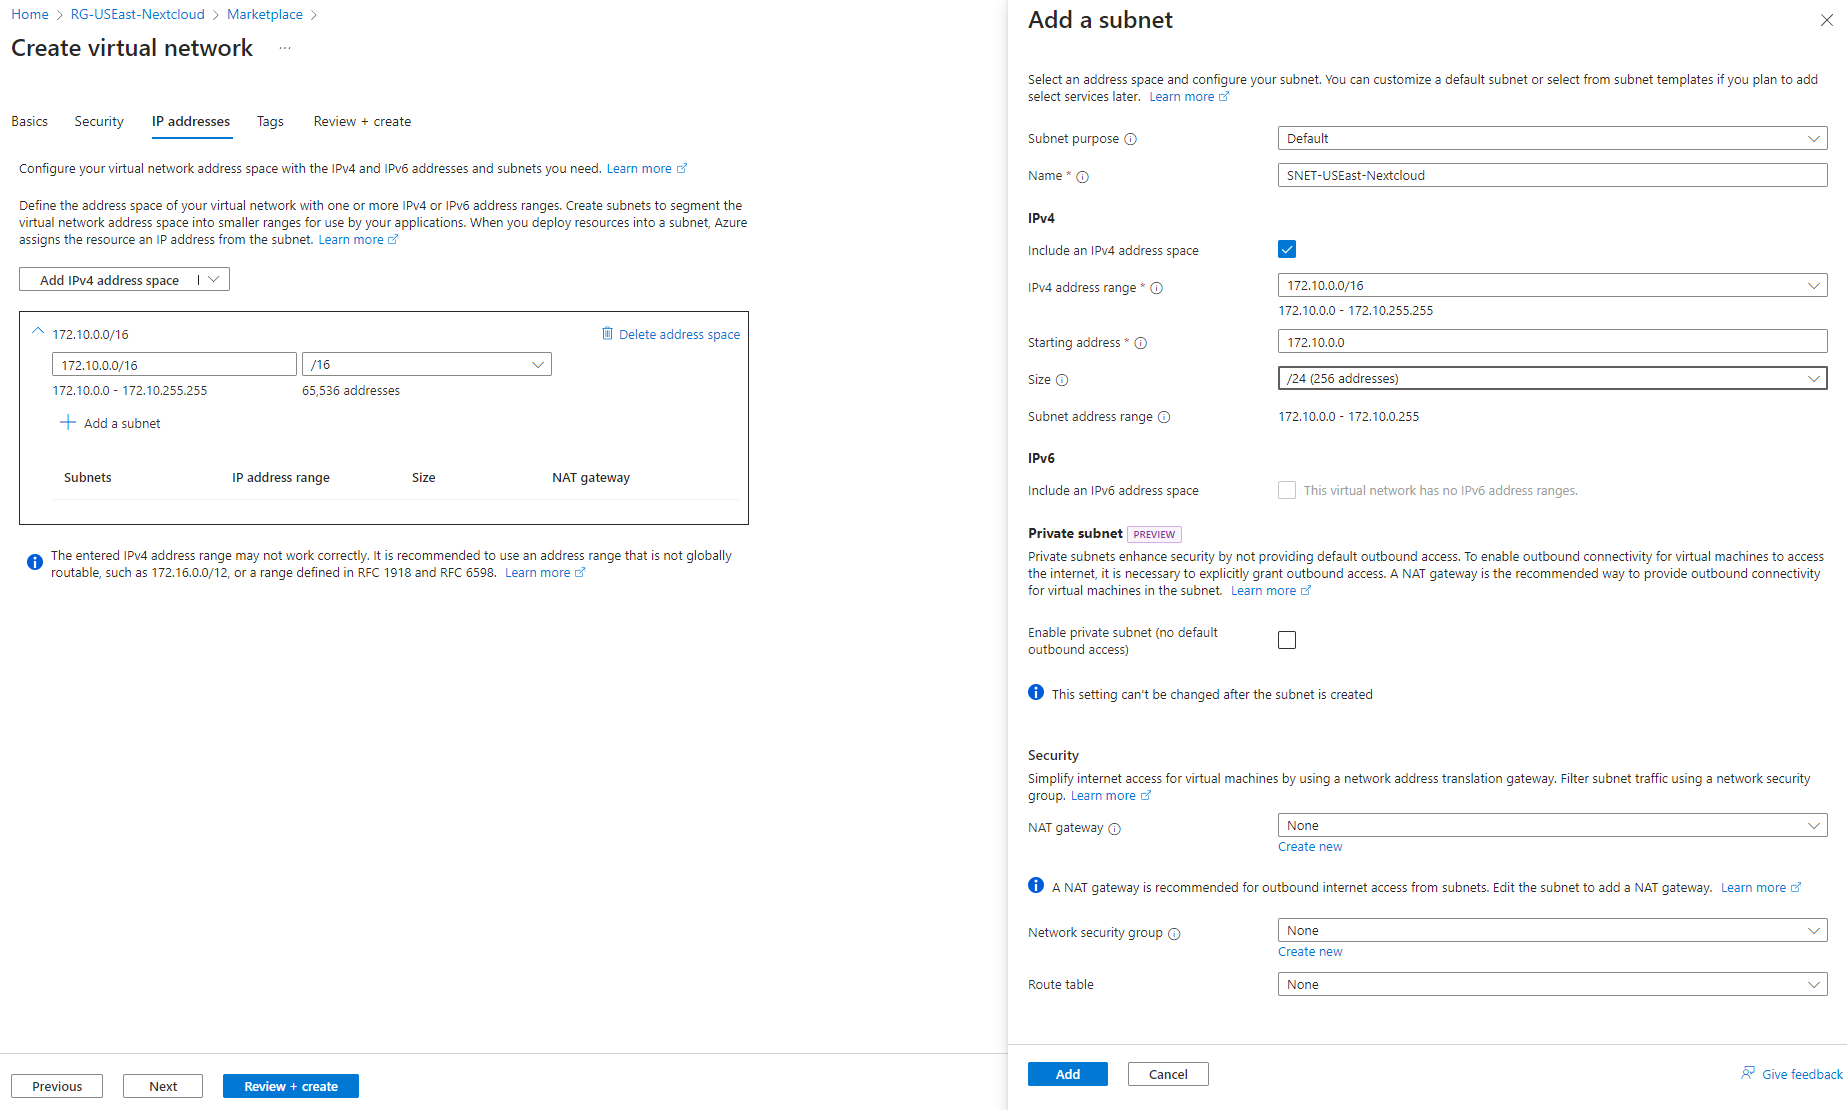 Home > RG-USEast-Nextcloud > Marketplace >
Create virtual network ...
Basics Security IP addresses Tags Review + create
Configure your virtual network address space with the IPv4 and IPv6 addresses and subnets you need. Learn more
Define the address space of your virtual network with one or more IPv4 or IPv6 address ranges. Create subnets to segment the
virtual network address space into smaller ranges for use by your applications. When you deploy resources into a subnet, Azure
assigns the resource an IP address from the subnet. Learn more
Add IPv4 address space
172.10.0.0/16 Delete address space
172.10.0.0/16 /16
172.10.0.0 - 172.10.255.255 65,536 addresses
Add a subnet
Subnets IP address range Size NAT gateway
The entered IPv4 address range may not work correctly. It is recommended to use an address range that is not globally
routable, such as 172.16.0.0/12, or a range defined in RFC 1918 and RFC 6598. Learn more
Previous Next Review + create
Add a subnet
Select an address space and configure your subnet. You can customize a default subnet or select from subnet templates if you plan to add
select services later. Learn more
Subnet purpose Default
Name * SNET-USEast-Nextcloud
IPv4
Include an IPv4 address space
IPv4 address range * 172.10.0.0/16
172.10.0.0 - 172.10.255.255
Starting address * 172.10.0.0
Size /24 (256 addresses)
Subnet address range 172.10.0.0 - 172.10.0.255
IPv6
Include an IPv6 address space This virtual network has no IPv6 address ranges.
Private subnet PREVIEW
Private subnets enhance security by not providing default outbound access. To enable outbound connectivity for virtual machines to access
the internet, it is necessary to explicitly grant outbound access. A NAT gateway is the recommended way to provide outbound connectivity
for virtual machines in the subnet. Learn more
Enable private subnet (no default
outbound access)
This setting can't be changed after the subnet is created
Security
Simplify internet access for virtual machines by using a network address translation gateway. Filter subnet traffic using a network security
group. Learn more
NAT gateway None
Create new
A NAT gateway is recommended for outbound internet access from subnets. Edit the subnet to add a NAT gateway. Learn more
Network security group None
Create new
Route table None
Add Cancel Give feedback